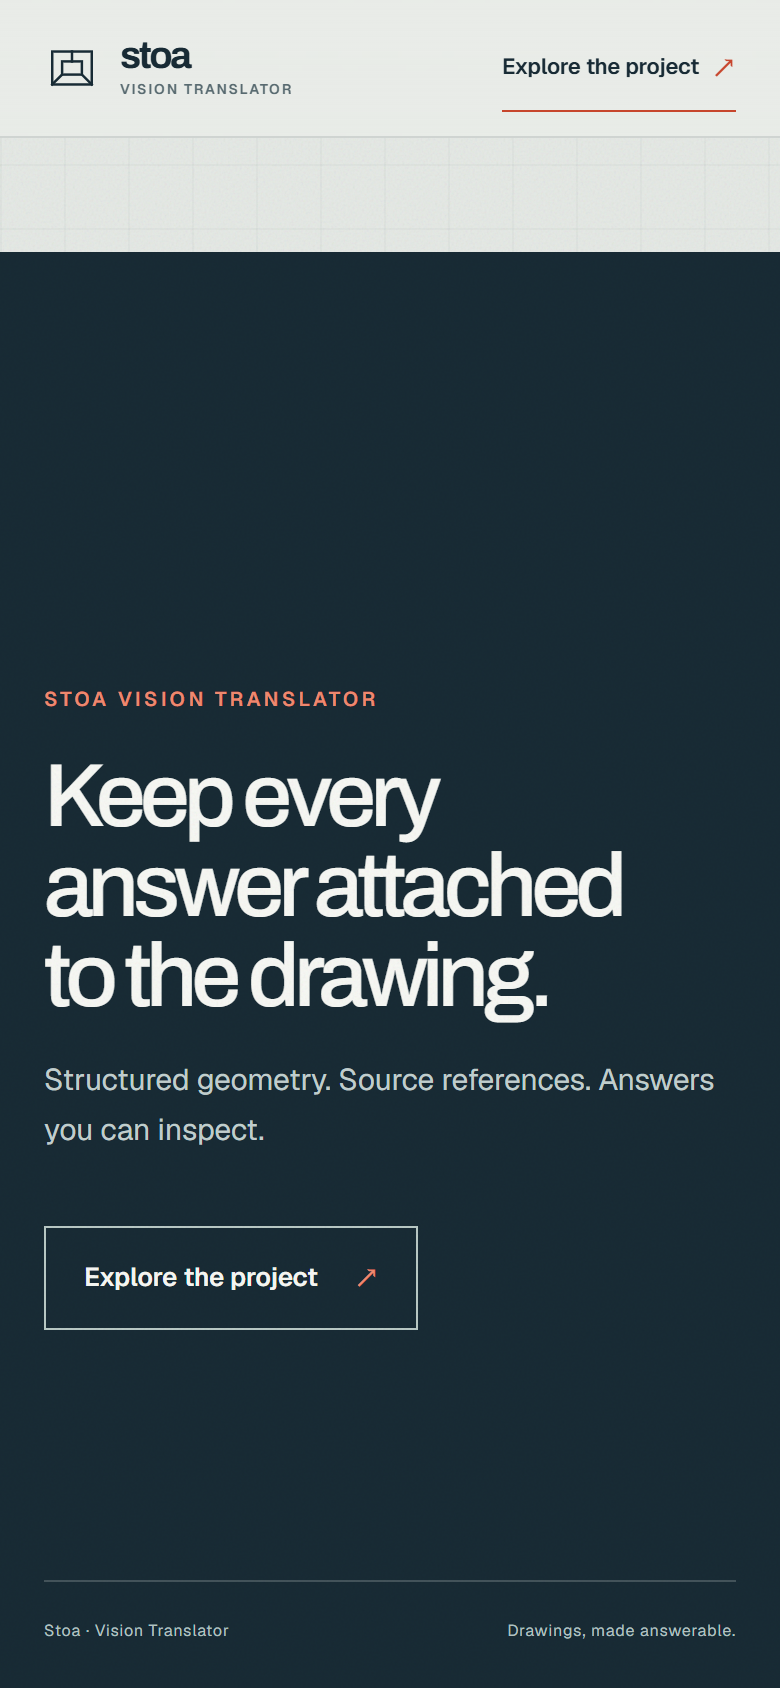 stoa
VISION TRANSLATOR
Explore the project ↗
STOA VISION TRANSLATOR
Keep every
answer attached
to the drawing.
Structured geometry. Source references. Answers
you can inspect.
Explore the project ↗
Stoa · Vision Translator
Drawings, made answerable.